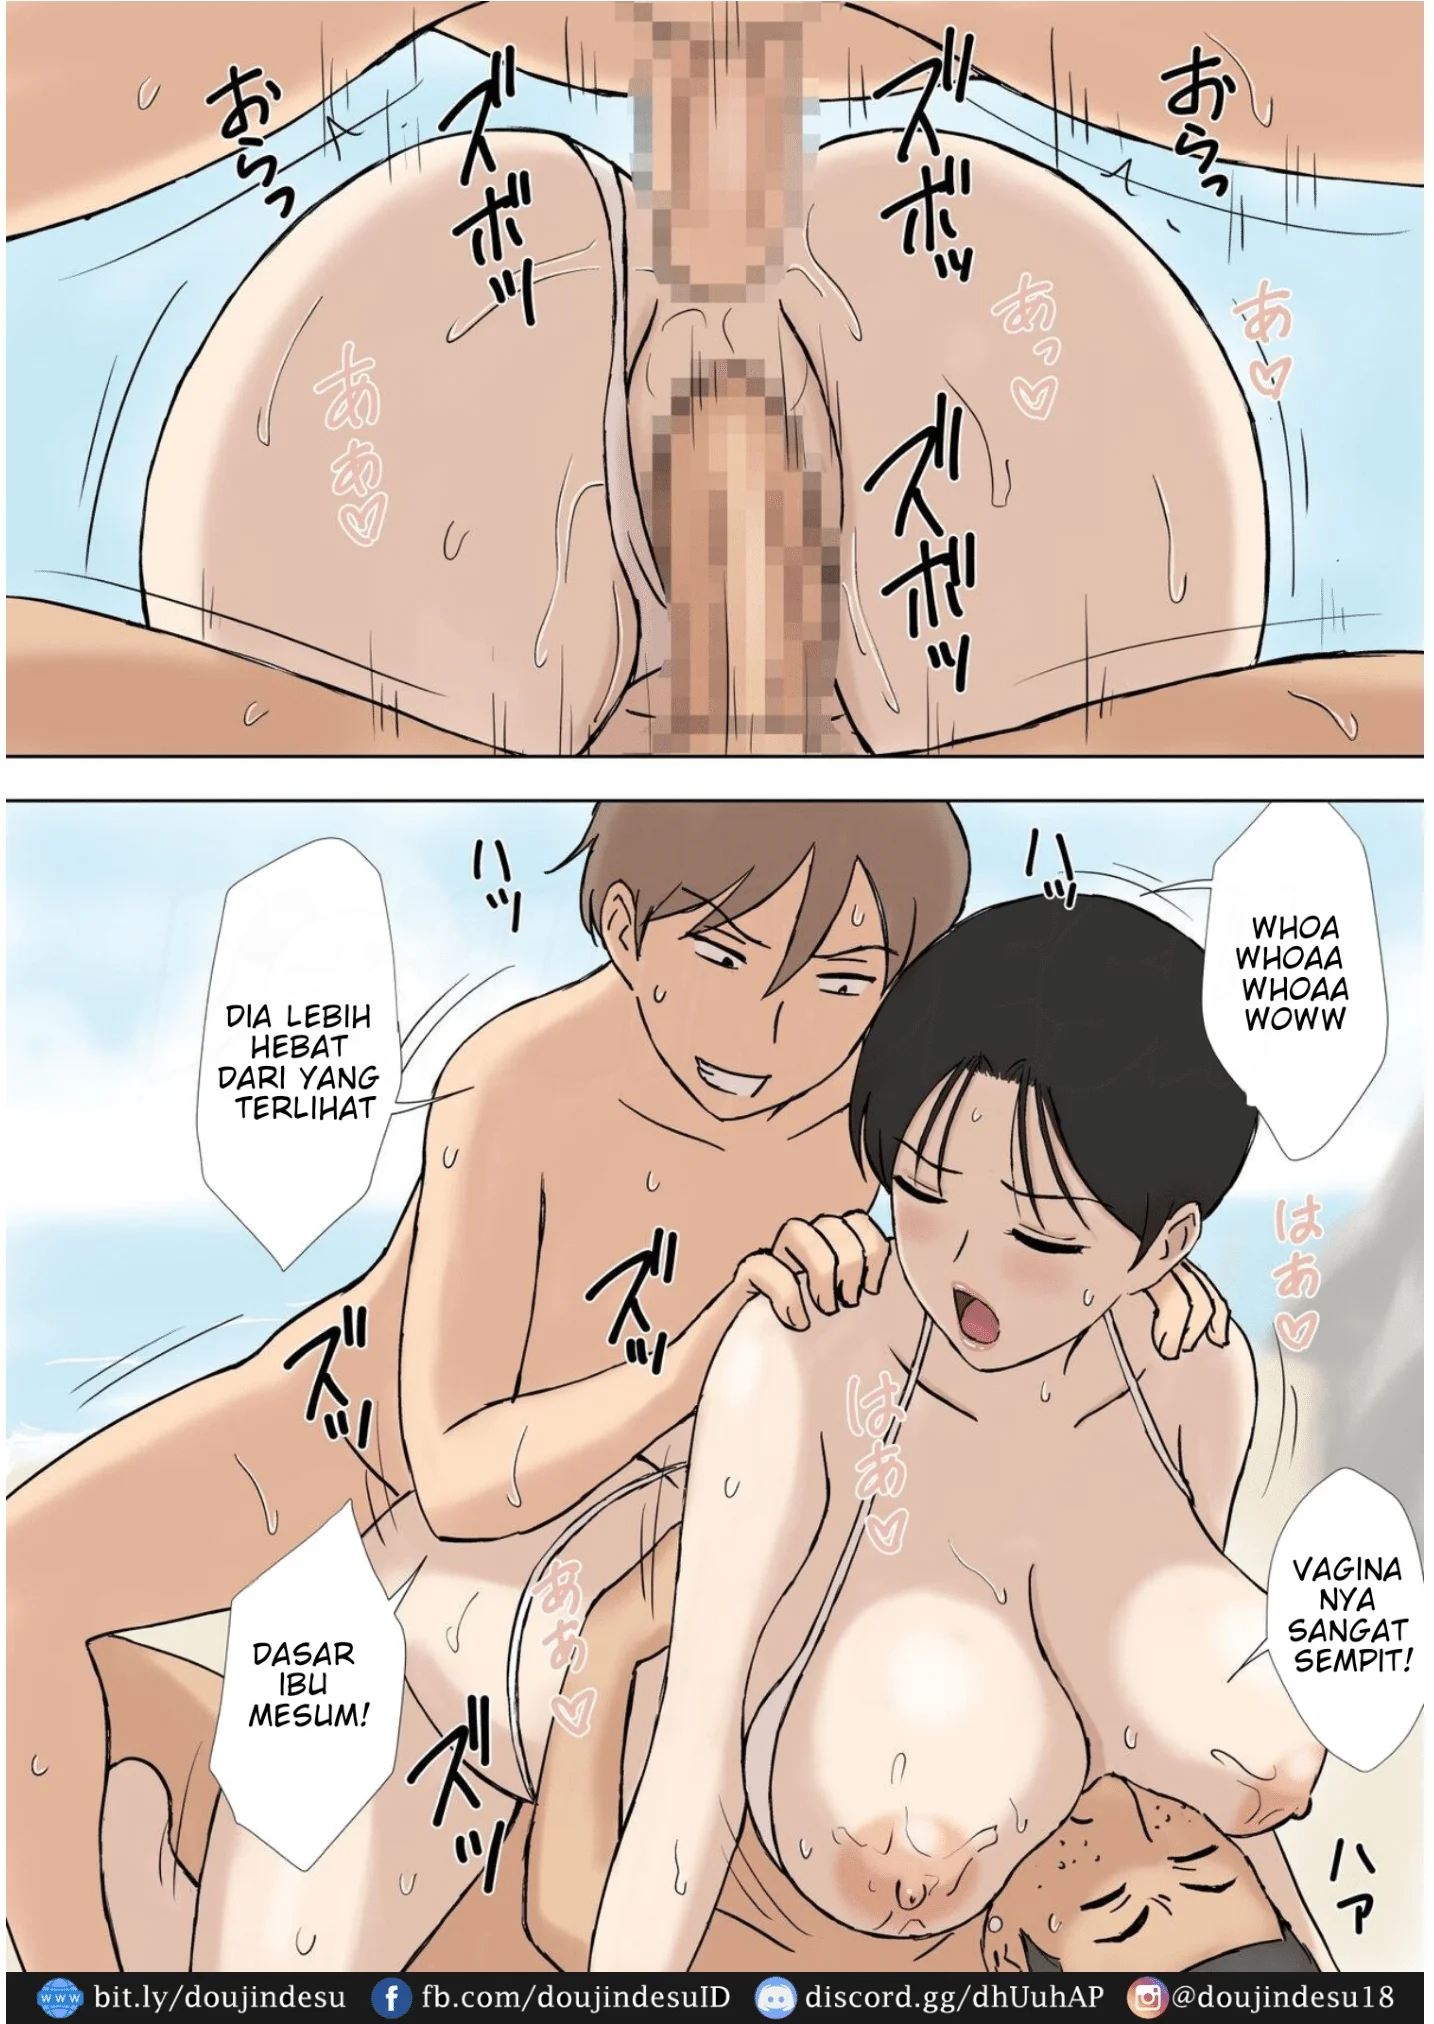 おらっ
ズボッ
ズボッ
おらっ
あぁ♡
あっ♡
あ♡
ズボッ
ハッ
ハッ
WHOA
WHOAA
WHOAA
WOWW
DIA LEBIH
HEBAT
DARI YANG
TERLIHAT
はぁ♡
ズッ
ズッ
はぁ♡
VAGINA
NYA
SANGAT
SEMPIT!
あぁ♡
DASAR
IBU
MESUM!
ズッ
ハァ
bit.ly/doujindesu fb.com/doujindesuID discord.gg/dhUuhAP @doujindesu18